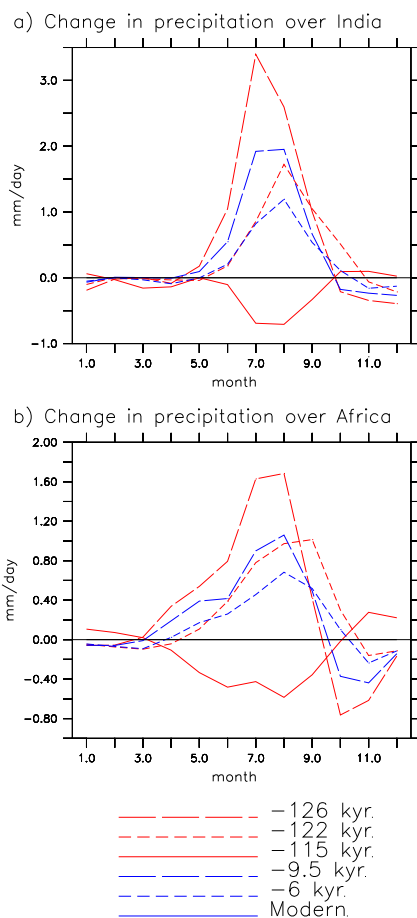 a) Change in precipitation over India
3.0
2.0
1.0
0.0
-1.0
mm/day
1.0 3.0 5.0 7.0 9.0 11.0
month
b) Change in precipitation over Africa
2.00
1.60
1.20
0.80
0.40
0.00
-0.40
-0.80
mm/day
1.0 3.0 5.0 7.0 9.0 11.0
month
-126 kyr.
-122 kyr.
-115 kyr.
-9.5 kyr.
-6 kyr.
Modern.